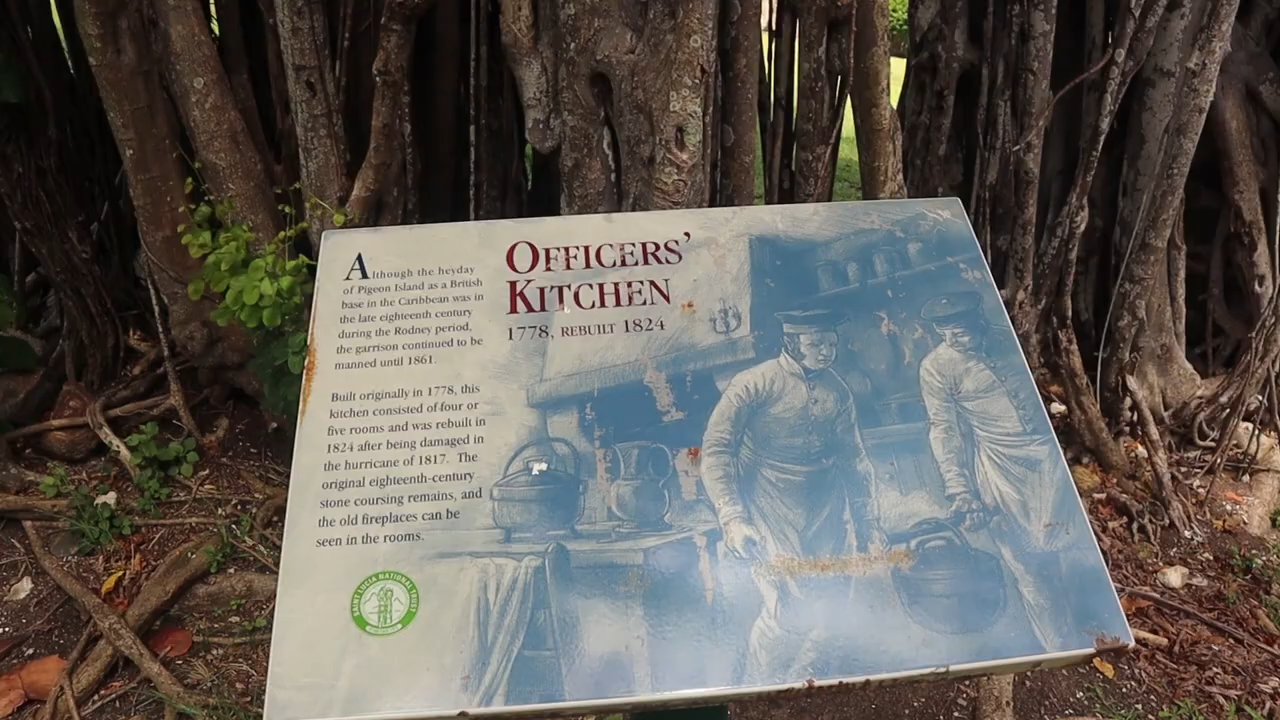 OFFICERS'
KITCHEN
1778, REBUILT 1824
Although the heyday
of Pigeon Island as a British
base in the Caribbean was in
the late eighteenth century
during the Rodney period,
the garrison continued to be
manned until 1861.
Built originally in 1778, this
kitchen consisted of four or
five rooms and was rebuilt in
1824 after being damaged in
the hurricane of 1817. The
original eighteenth-century
stone coursing remains, and
the old fireplaces can be
seen in the rooms.
SAINT LUCIA NATIONAL TRUST